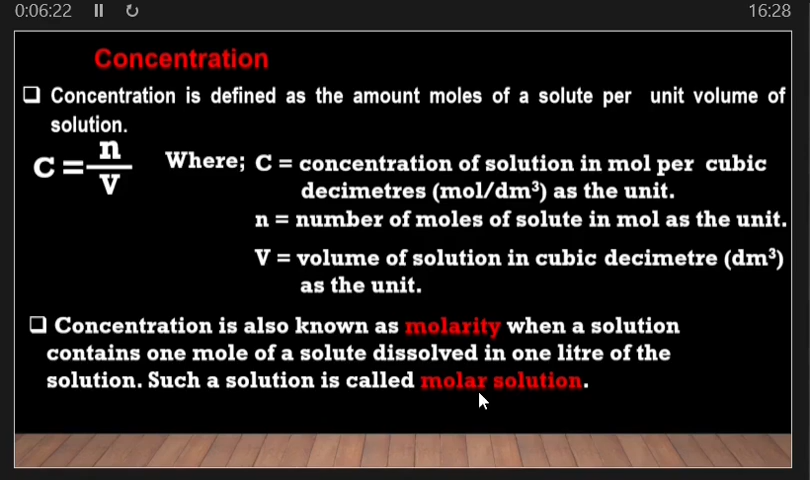 0:06:22
16:28
Concentration
❑ Concentration is defined as the amount moles of a solute per unit volume of
solution.
C = n/V
Where; C = concentration of solution in mol per cubic
decimetres (mol/dm³) as the unit.
n = number of moles of solute in mol as the unit.
V = volume of solution in cubic decimetre (dm³)
as the unit.
❑ Concentration is also known as molarity when a solution
contains one mole of a solute dissolved in one litre of the
solution. Such a solution is called molar solution.